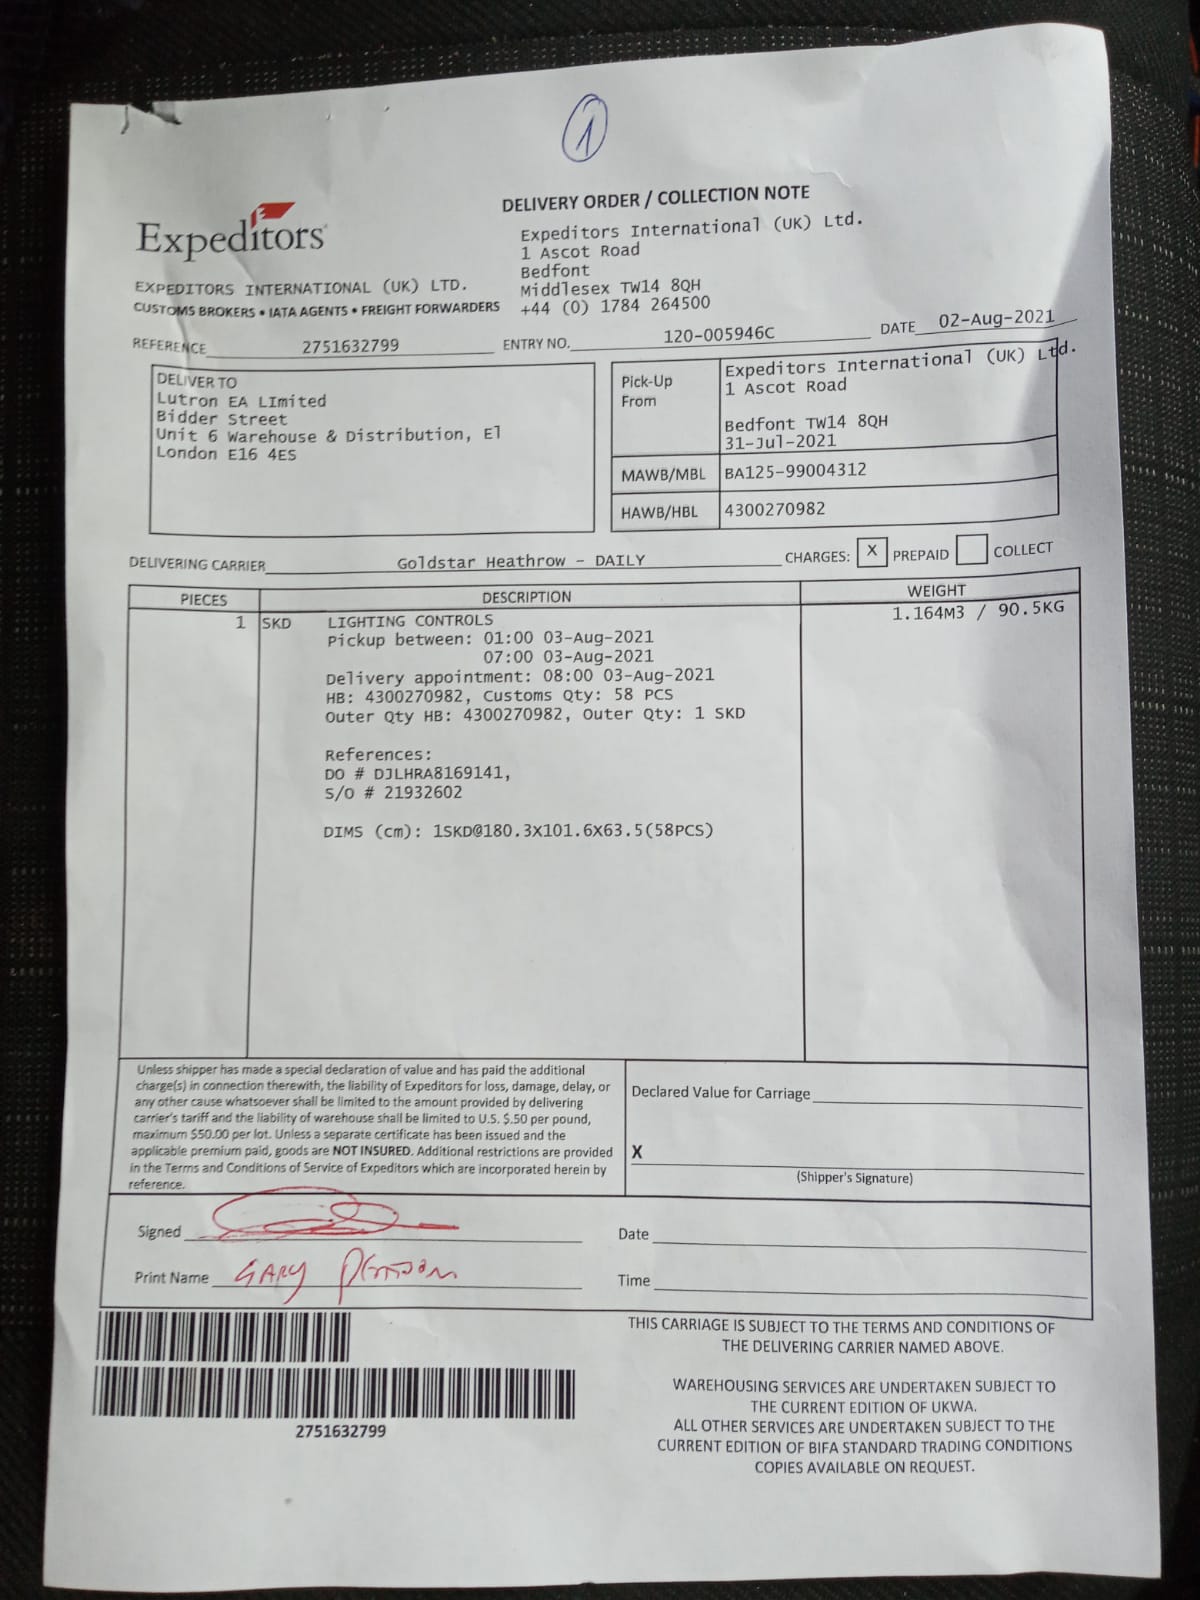 1
DELIVERY ORDER / COLLECTION NOTE
Expeditors
EXPEDITORS INTERNATIONAL (UK) LTD.
CUSTOMS BROKERS • IATA AGENTS • FREIGHT FORWARDERS
Expeditors International (UK) Ltd.
1 Ascot Road
Bedfont
Middlesex TW14 8QH
+44 (0) 1784 264500
REFERENCE 2751632799 ENTRY NO. 120-005946C DATE 02-Aug-2021
DELIVER TO
Lutron EA LImited
Bidder Street
Unit 6 Warehouse & Distribution, El
London E16 4ES
Pick-Up From
Expeditors International (UK) Ltd.
1 Ascot Road
Bedfont TW14 8QH
31-Jul-2021
MAWB/MBL BA125-99004312
HAWB/HBL 4300270982
DELIVERING CARRIER Goldstar Heathrow - DAILY CHARGES: X PREPAID COLLECT
PIECES DESCRIPTION WEIGHT
1 SKD LIGHTING CONTROLS 1.164M3 / 90.5KG
Pickup between: 01:00 03-Aug-2021
07:00 03-Aug-2021
Delivery appointment: 08:00 03-Aug-2021
HB: 4300270982, Customs Qty: 58 PCS
Outer Qty HB: 4300270982, Outer Qty: 1 SKD
References:
DO # DJLHRA8169141,
S/O # 21932602
DIMS (cm): 1SKD@180.3X101.6X63.5(58PCS)
Unless shipper has made a special declaration of value and has paid the additional
charge(s) in connection therewith, the liability of Expeditors for loss, damage, delay, or
any other cause whatsoever shall be limited to the amount provided by delivering
carrier's tariff and the liability of warehouse shall be limited to U.S. $.50 per pound,
maximum $50.00 per lot. Unless a separate certificate has been issued and the
applicable premium paid, goods are NOT INSURED. Additional restrictions are provided
in the Terms and Conditions of Service of Expeditors which are incorporated herein by
reference.
Declared Value for Carriage
X
(Shipper's Signature)
Signed
Date
Print Name GARY
Time
2751632799
THIS CARRIAGE IS SUBJECT TO THE TERMS AND CONDITIONS OF
THE DELIVERING CARRIER NAMED ABOVE.
WAREHOUSING SERVICES ARE UNDERTAKEN SUBJECT TO
THE CURRENT EDITION OF UKWA.
ALL OTHER SERVICES ARE UNDERTAKEN SUBJECT TO THE
CURRENT EDITION OF BIFA STANDARD TRADING CONDITIONS
COPIES AVAILABLE ON REQUEST.